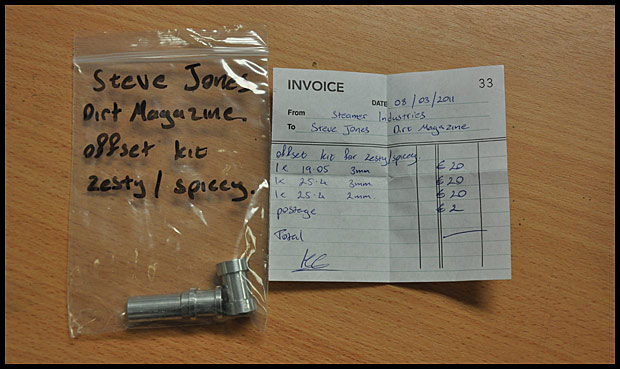 Steve Jones
Dirt Magazine.
offset kit
zesty / spicey.
INVOICE 33
DATE 08/03/2011
From Steamer Industries
To Steve Jones Dirt Magazine
offset kit for zesty/spicey.
1x 19.05 3mm € 20
1x 25.4 3mm € 20
1x 25.4 2mm € 20
postage € 2
Total